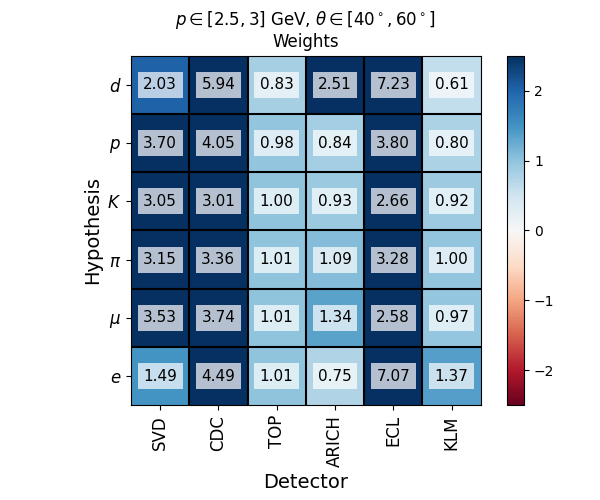 p ∈ [2.5, 3] GeV, θ ∈ [40°, 60°]
Weights
Hypothesis
d 2.03 5.94 0.83 2.51 7.23 0.61
p 3.70 4.05 0.98 0.84 3.80 0.80
K 3.05 3.01 1.00 0.93 2.66 0.92
π 3.15 3.36 1.01 1.09 3.28 1.00
μ 3.53 3.74 1.01 1.34 2.58 0.97
e 1.49 4.49 1.01 0.75 7.07 1.37
SVD CDC TOP ARICH ECL KLM
Detector
2
1
0
−1
−2